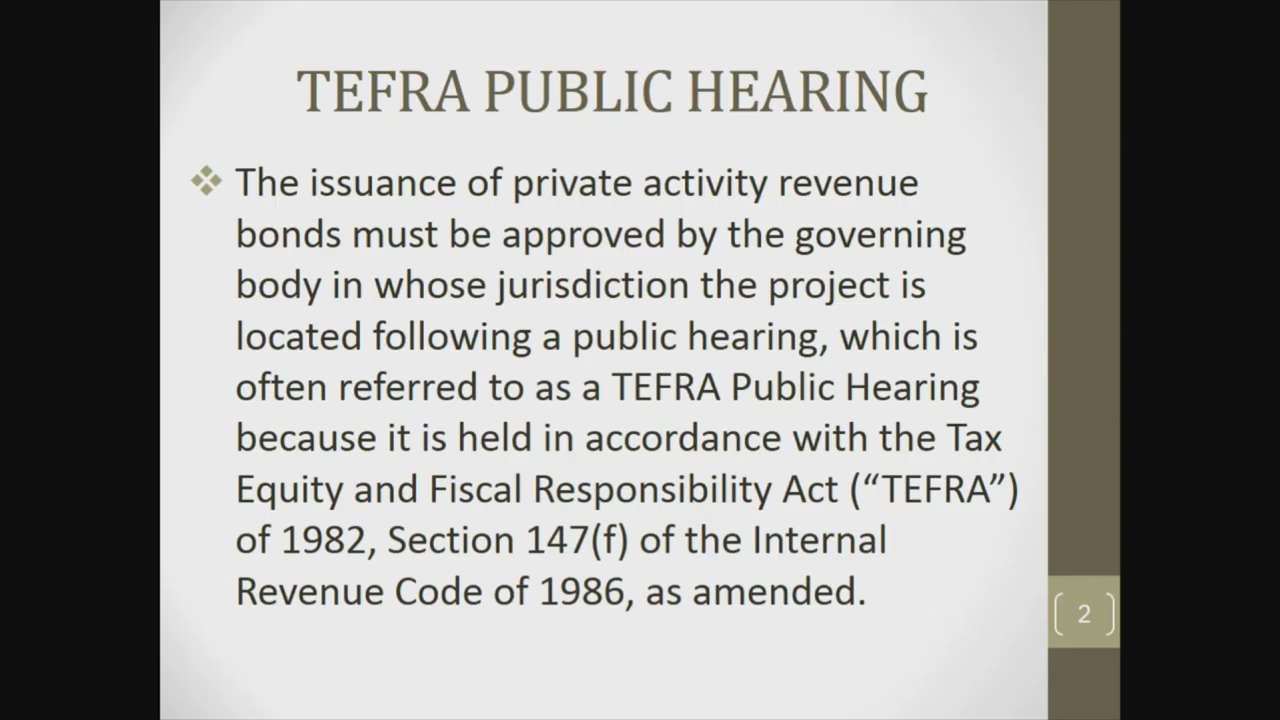 TEFRA PUBLIC HEARING
The issuance of private activity revenue
bonds must be approved by the governing
body in whose jurisdiction the project is
located following a public hearing, which is
often referred to as a TEFRA Public Hearing
because it is held in accordance with the Tax
Equity and Fiscal Responsibility Act (“TEFRA”)
of 1982, Section 147(f) of the Internal
Revenue Code of 1986, as amended.
2